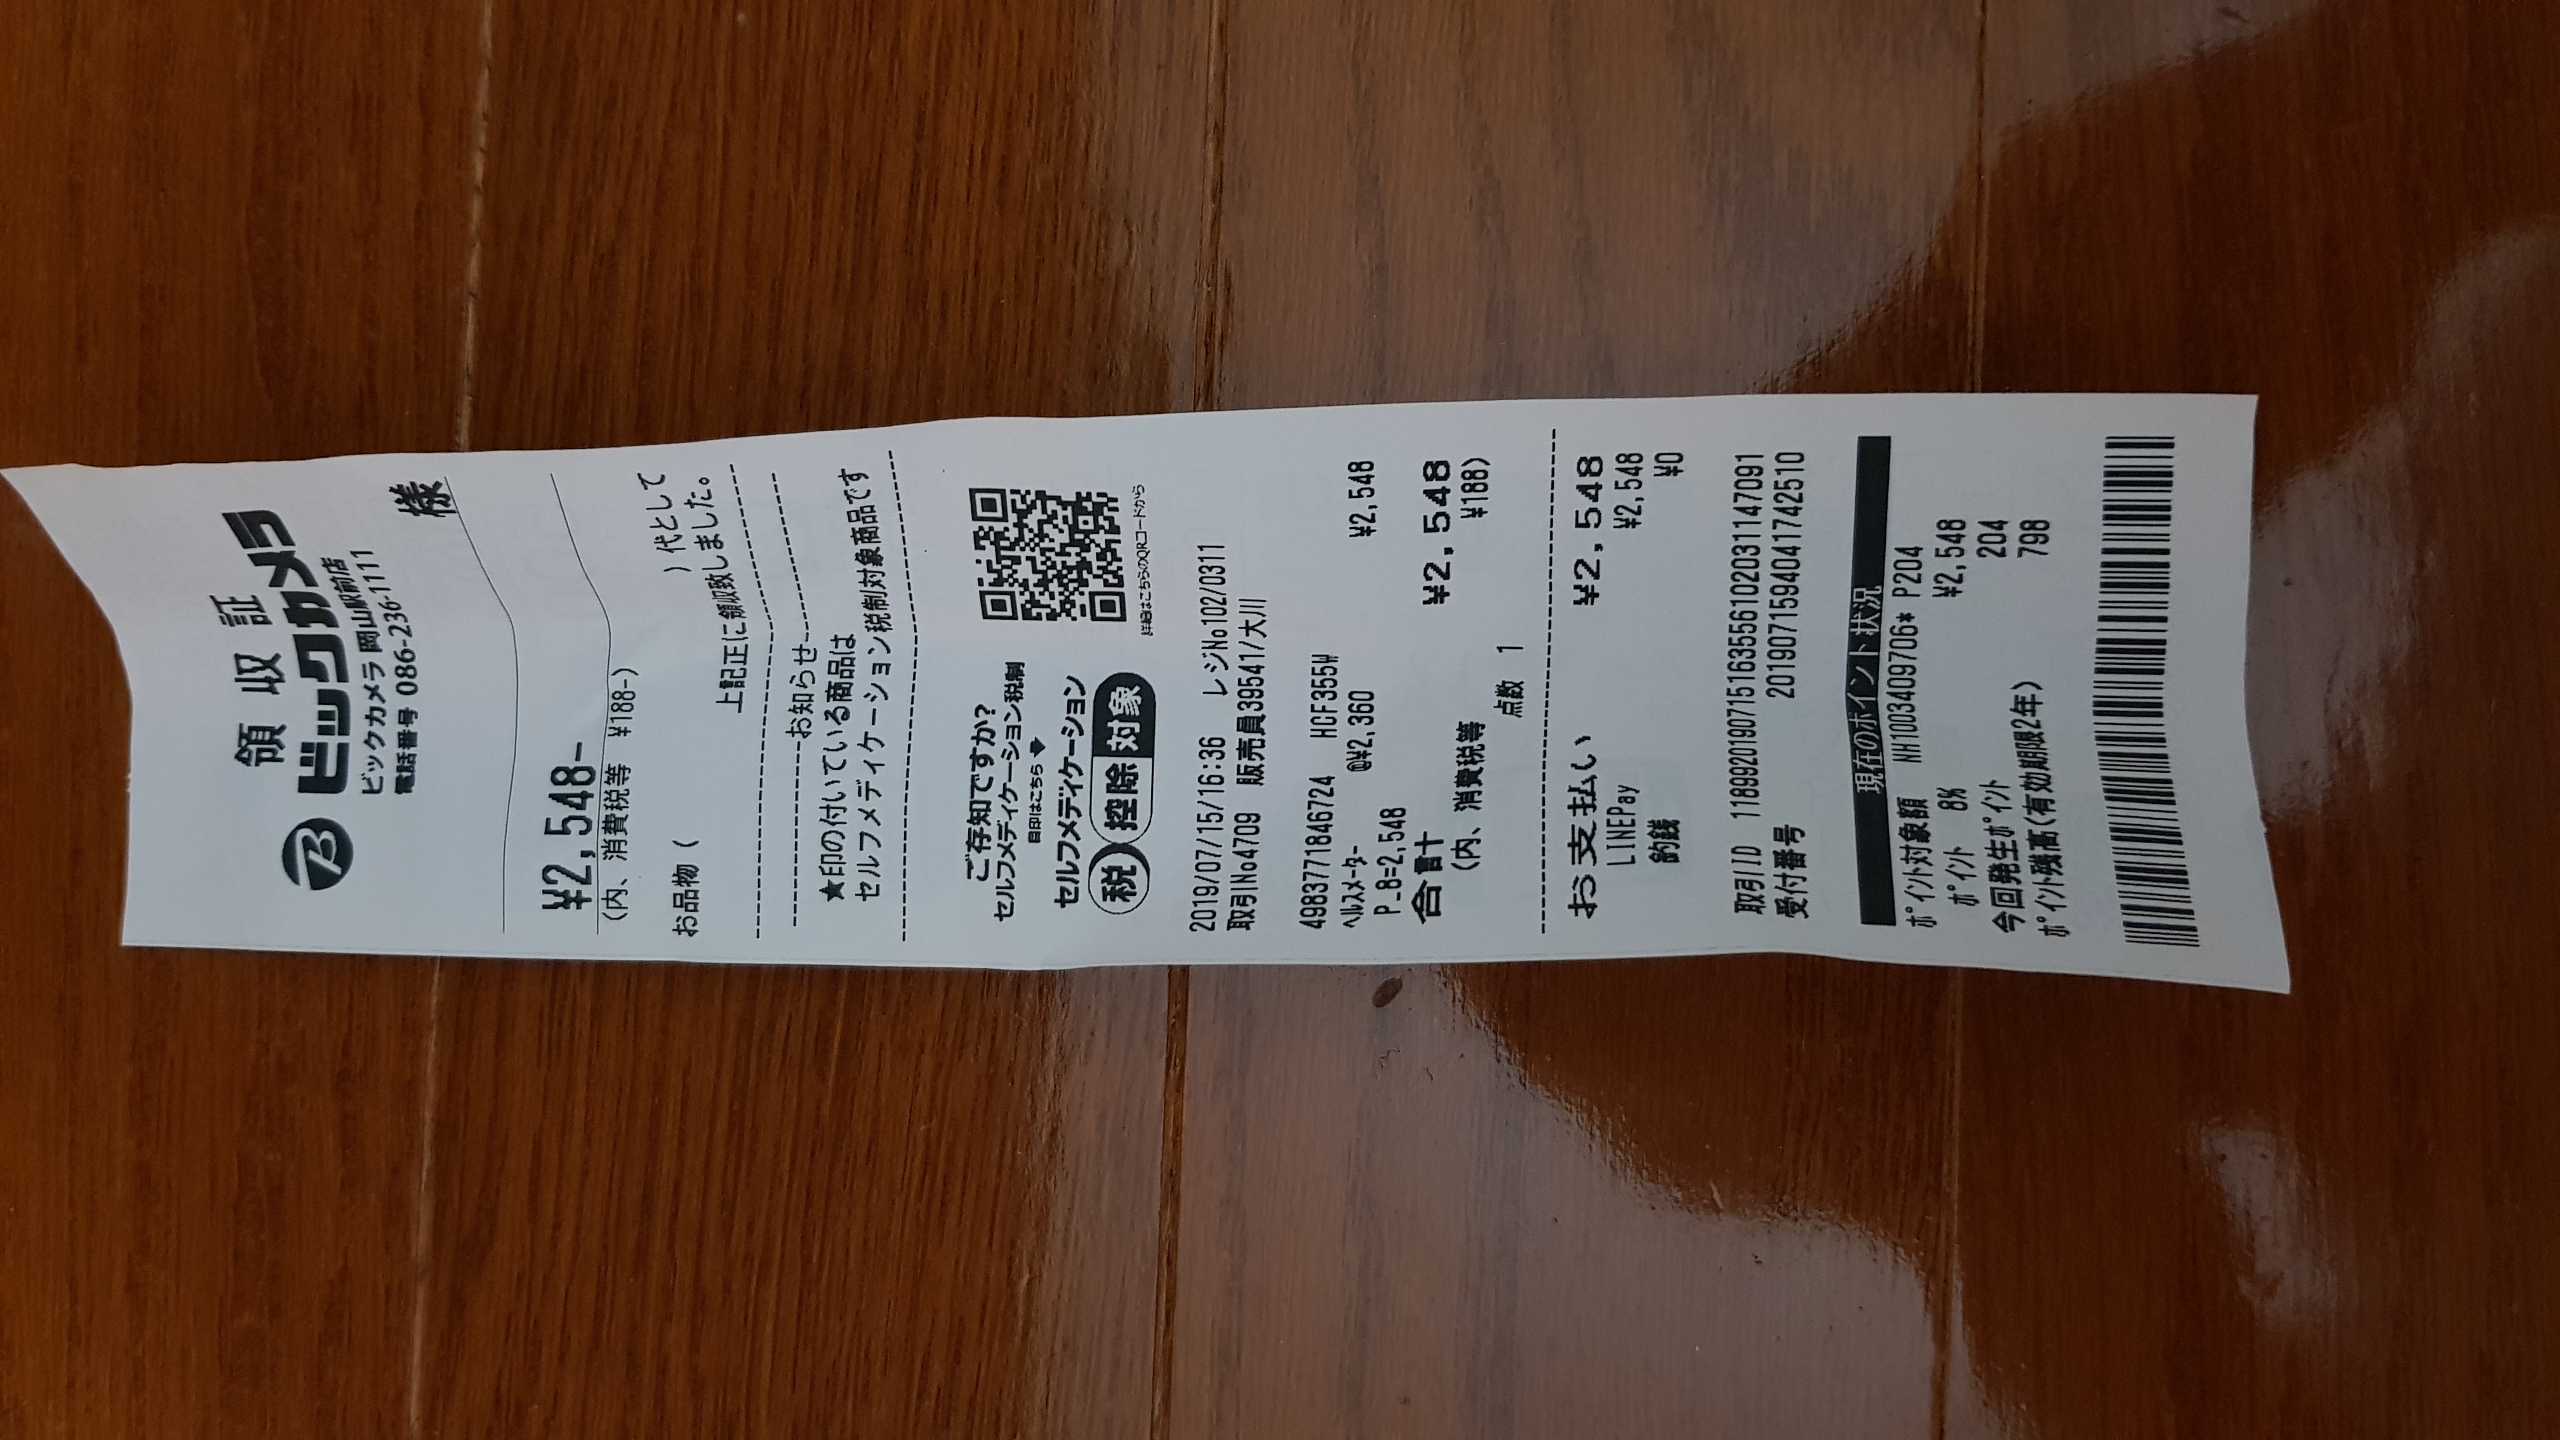 領収証
ビックカメラ
ビックカメラ 岡山駅前店
電話番号 086-236-1111
様
¥2,548-
(内、消費税等 ¥188-)
お品物 ( ) 代として
上記正に領収致しました。
お知らせ
★印の付いている商品は
セルフメディケーション税制対象商品です
ご存知ですか?
セルフメディケーション税制
目印はこちら
セルフメディケーション
税 控除 対象
詳細はこちらのQRコードから
2019/07/15/16:36 レジNo102/0311
取引No4709 販売員39541/大川
4983771846724 HCF355W
ヘルスメーター @¥2,360 ¥2,548
P_8=2,548
合計 ¥2,548
(内、消費税等 ¥188)
点数 1
お支払い ¥2,548
LINEPay ¥2,548
釣銭 ¥0
取引ID 1189920190715163556102031147091
受付番号 2019071594041742510
現在のポイント状況
ポイント対象額 NH1003409706* P204
ポイント 8% ¥2,548
今回発生ポイント 204
ポイント残高(有効期限2年) 798